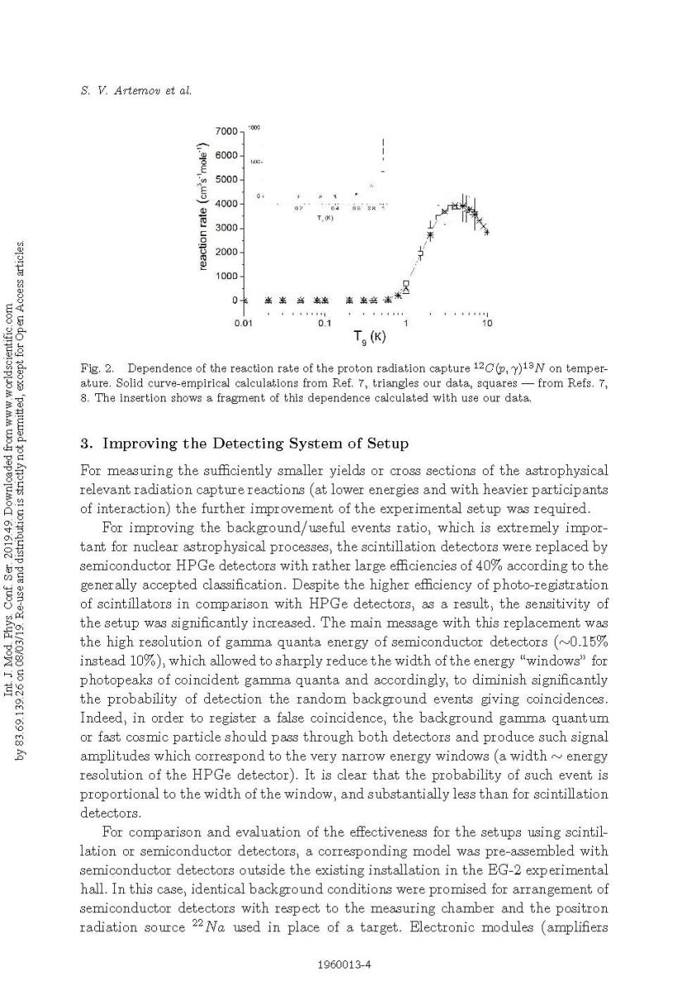 S. V. Artemov et al.
7000
6000
5000
4000
3000
2000
1000
0
reaction rate (cm³s⁻¹mole⁻¹)
1000
500
0
0.2 0.4 0.6 0.8 1
T, (K)
0.01 0.1 1 10
T₉ (K)
Fig. 2. Dependence of the reaction rate of the proton radiation capture ¹²C(p, γ)¹³N on temper-
ature. Solid curve-empirical calculations from Ref. 7, triangles our data, squares — from Refs. 7,
8. The insertion shows a fragment of this dependence calculated with use our data.
3. Improving the Detecting System of Setup
For measuring the sufficiently smaller yields or cross sections of the astrophysical
relevant radiation capture reactions (at lower energies and with heavier participants
of interaction) the further improvement of the experimental setup was required.
For improving the background/useful events ratio, which is extremely impor-
tant for nuclear astrophysical processes, the scintillation detectors were replaced by
semiconductor HPGe detectors with rather large efficiencies of 40% according to the
generally accepted classification. Despite the higher efficiency of photo-registration
of scintillators in comparison with HPGe detectors, as a result, the sensitivity of
the setup was significantly increased. The main message with this replacement was
the high resolution of gamma quanta energy of semiconductor detectors (∼0.15%
instead 10%), which allowed to sharply reduce the width of the energy “windows” for
photopeaks of coincident gamma quanta and accordingly, to diminish significantly
the probability of detection the random background events giving coincidences.
Indeed, in order to register a false coincidence, the background gamma quantum
or fast cosmic particle should pass through both detectors and produce such signal
amplitudes which correspond to the very narrow energy windows (a width ∼ energy
resolution of the HPGe detector). It is clear that the probability of such event is
proportional to the width of the window, and substantially less than for scintillation
detectors.
For comparison and evaluation of the effectiveness for the setups using scintil-
lation or semiconductor detectors, a corresponding model was pre-assembled with
semiconductor detectors outside the existing installation in the EG-2 experimental
hall. In this case, identical background conditions were promised for arrangement of
semiconductor detectors with respect to the measuring chamber and the positron
radiation source ²²Na used in place of a target. Electronic modules (amplifiers
1960013-4
Int. J. Mod. Phys. Conf. Ser. 2019.49. Downloaded from www.worldscientific.com
by 83.69.139.26 on 08/03/19. Re-use and distribution is strictly not permitted, except for Open Access articles.